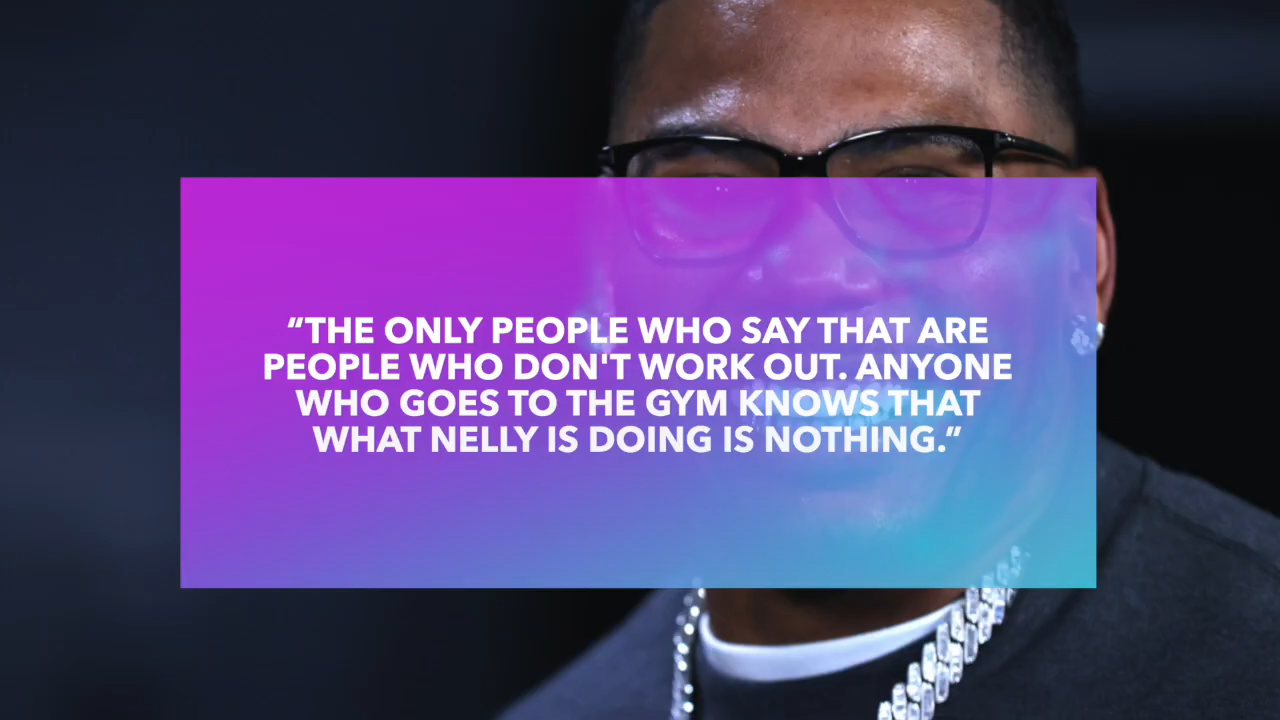 “THE ONLY PEOPLE WHO SAY THAT ARE
PEOPLE WHO DON'T WORK OUT. ANYONE
WHO GOES TO THE GYM KNOWS THAT
WHAT NELLY IS DOING IS NOTHING.”